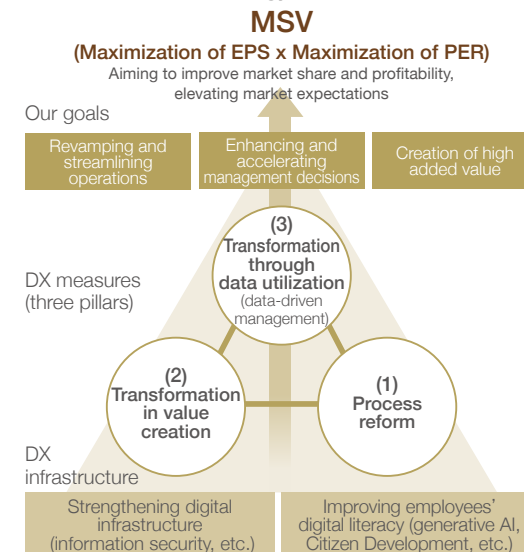 MSV
(Maximization of EPS x Maximization of PER)
Aiming to improve market share and profitability,
elevating market expectations
Our goals
Revamping and
streamlining
operations
Enhancing and
accelerating
management decisions
Creation of high
added value
DX measures
(three pillars)
(3)
Transformation
through
data utilization
(data-driven
management)
(2)
Transformation
in value
creation
(1)
Process
reform
DX
infrastructure
Strengthening digital
infrastructure
(information security, etc.)
Improving employees'
digital literacy (generative AI,
Citizen Development, etc.)